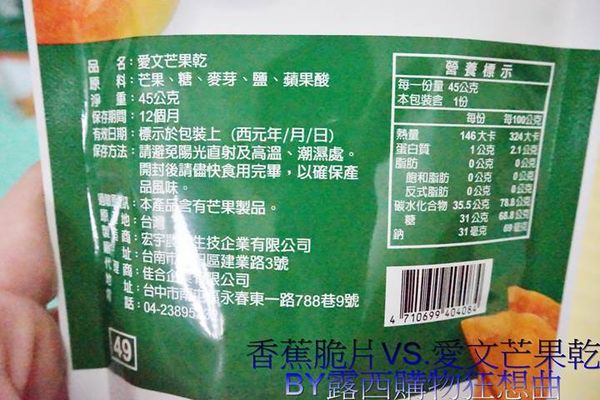 品名：愛文芒果乾
原料：芒果、糖、麥芽、鹽、蘋果酸
淨重：45公克
保存期間：12個月
有效日期：標示於包裝上（西元年/月/日）
保存方法：請避免陽光直射及高溫、潮濕處。
開封後請儘快食用完畢，以確保產
品風味。
本產品含有芒果製品。
台灣
宏宇 生技企業有限公司
台南市 區建業路3號
佳合企業有限公司
台中市南 區永春東一路788巷9號
04-2389
49
營養標示
每一份量 45公克
本包裝含 1份
每份 每100公克
熱量 146大卡 324大卡
蛋白質 1公克 2.1公克
脂肪 0公克 0公克
飽和脂肪 0公克 0公克
反式脂肪 0公克 0公克
碳水化合物 35.5公克 78.8公克
糖 31公克 68.8公克
鈉 31毫克 69毫克
4 710699 404084
香蕉脆片VS.愛文芒果乾
BY露西購物狂想曲